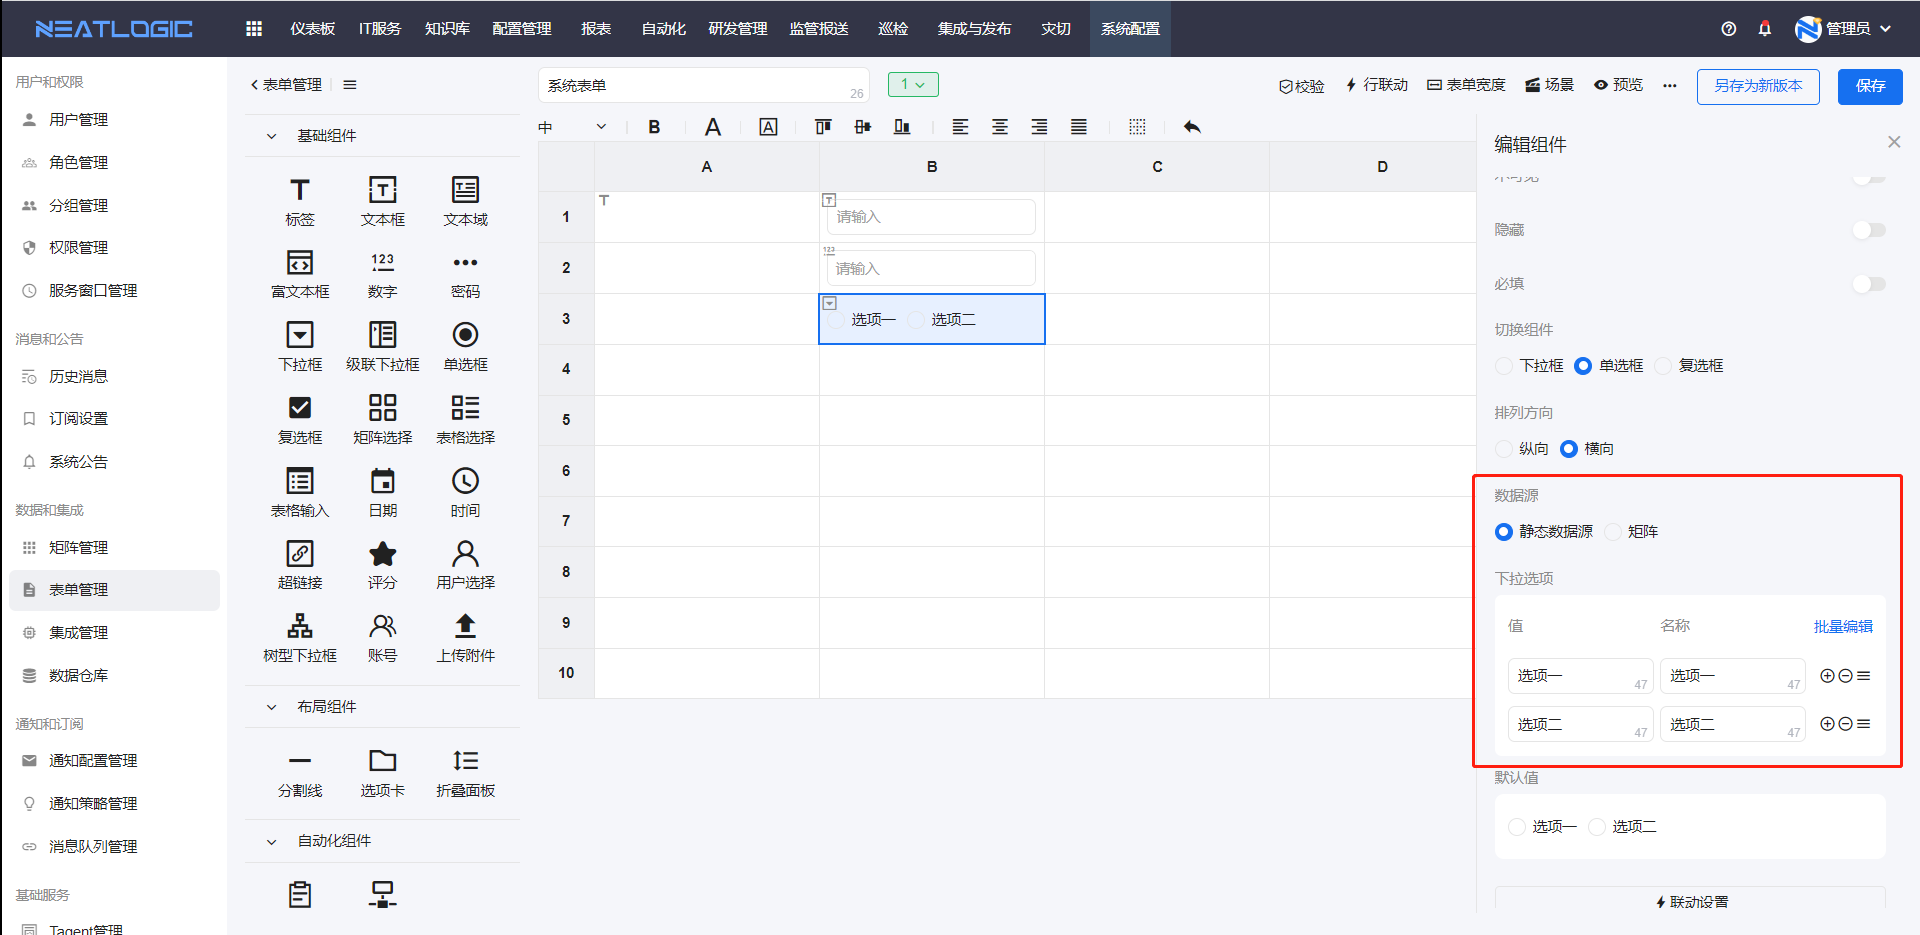 NEATLOGIC
仪表板 IT服务 知识库 配置管理 报表 自动化 研发管理 监管报送 巡检 集成与发布 灾切 系统配置
管理员
用户和权限
用户管理
角色管理
分组管理
权限管理
服务窗口管理
消息和公告
历史消息
订阅设置
系统公告
数据和集成
矩阵管理
表单管理
集成管理
数据仓库
通知和订阅
通知配置管理
通知策略管理
消息队列管理
基础服务
Tagent管理
表单管理
基础组件
标签 文本框 文本域
富文本框 数字 密码
下拉框 级联下拉框 单选框
复选框 矩阵选择 表格选择
表格输入 日期 时间
超链接 评分 用户选择
树型下拉框 账号 上传附件
布局组件
分割线 选项卡 折叠面板
自动化组件
系统表单 26
1
校验 行联动 表单宽度 场景 预览 另存为新版本 保存
中 B A A
A B C D
1 请输入
2 请输入
3 选项一 选项二
4
5
6
7
8
9
10
编辑组件
隐藏
必填
切换组件
下拉框 单选框 复选框
排列方向
纵向 横向
数据源
静态数据源 矩阵
下拉选项
值 名称 批量编辑
选项一 47 选项一 47
选项二 47 选项二 47
默认值
选项一 选项二
联动设置